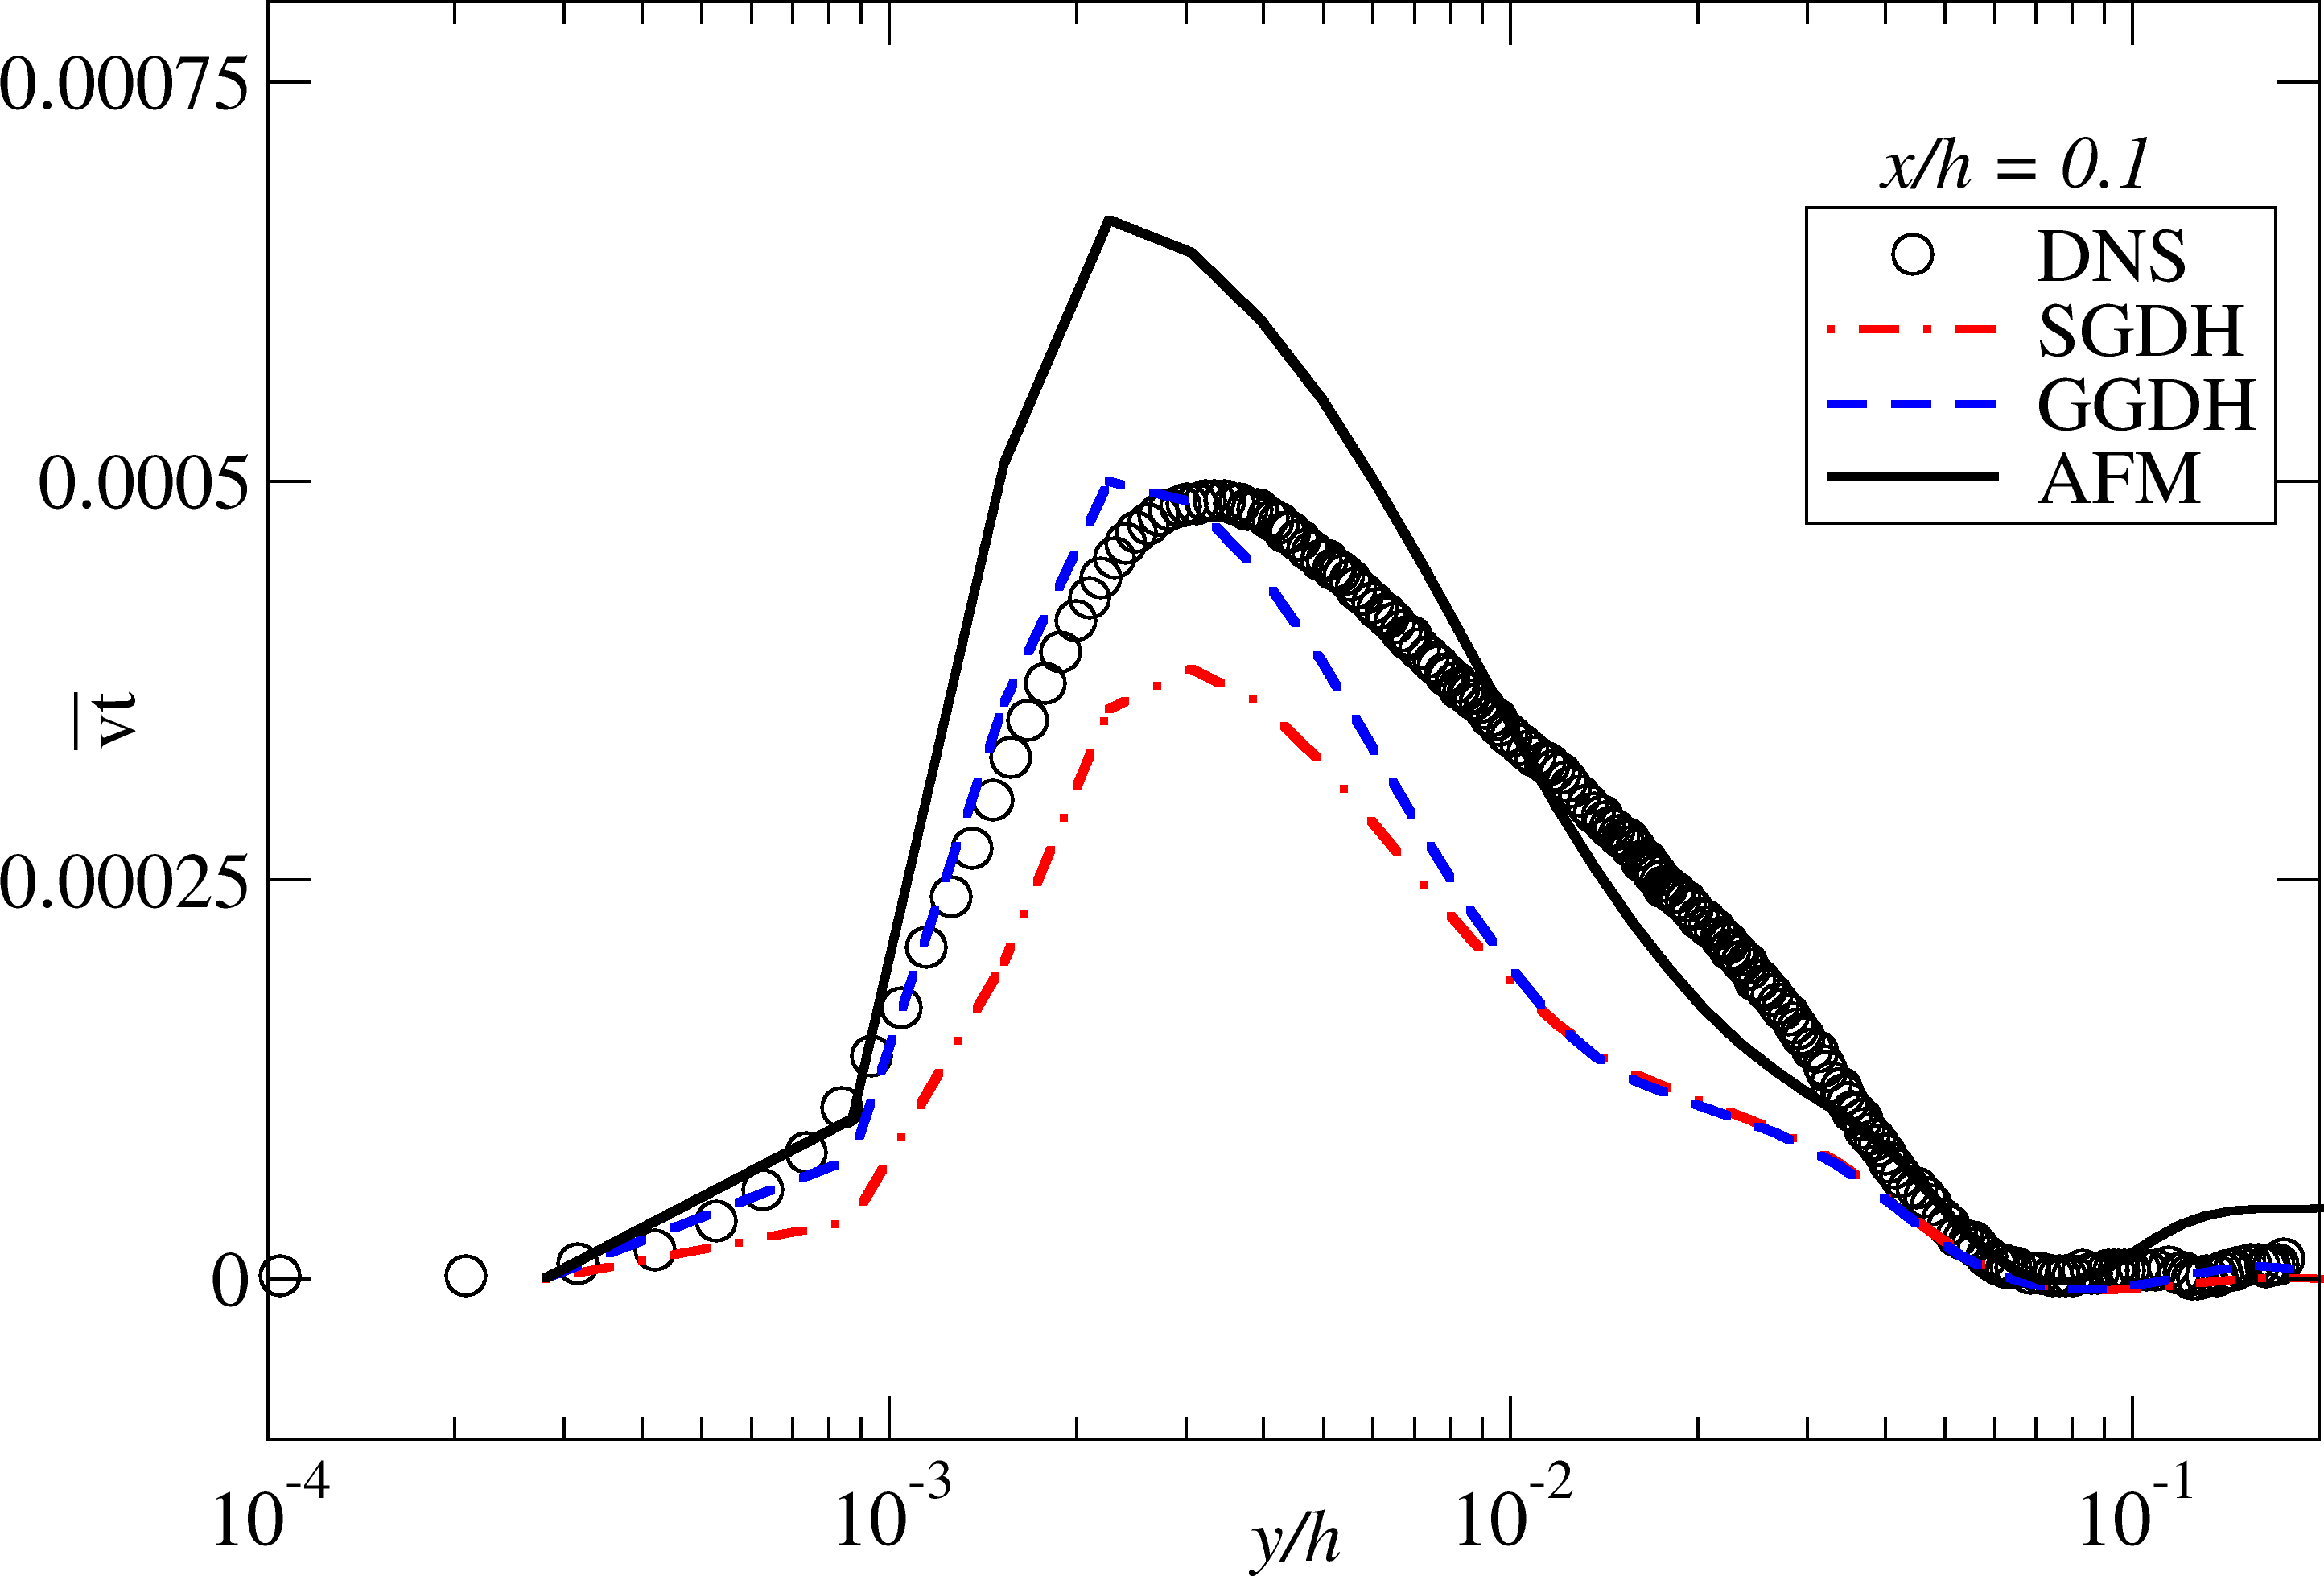 0.00075
0.0005
0.00025
0
v̅t̅
x/h = 0.1
DNS
SGDH
GGDH
AFM
10⁻⁴
10⁻³
10⁻²
10⁻¹
y/h